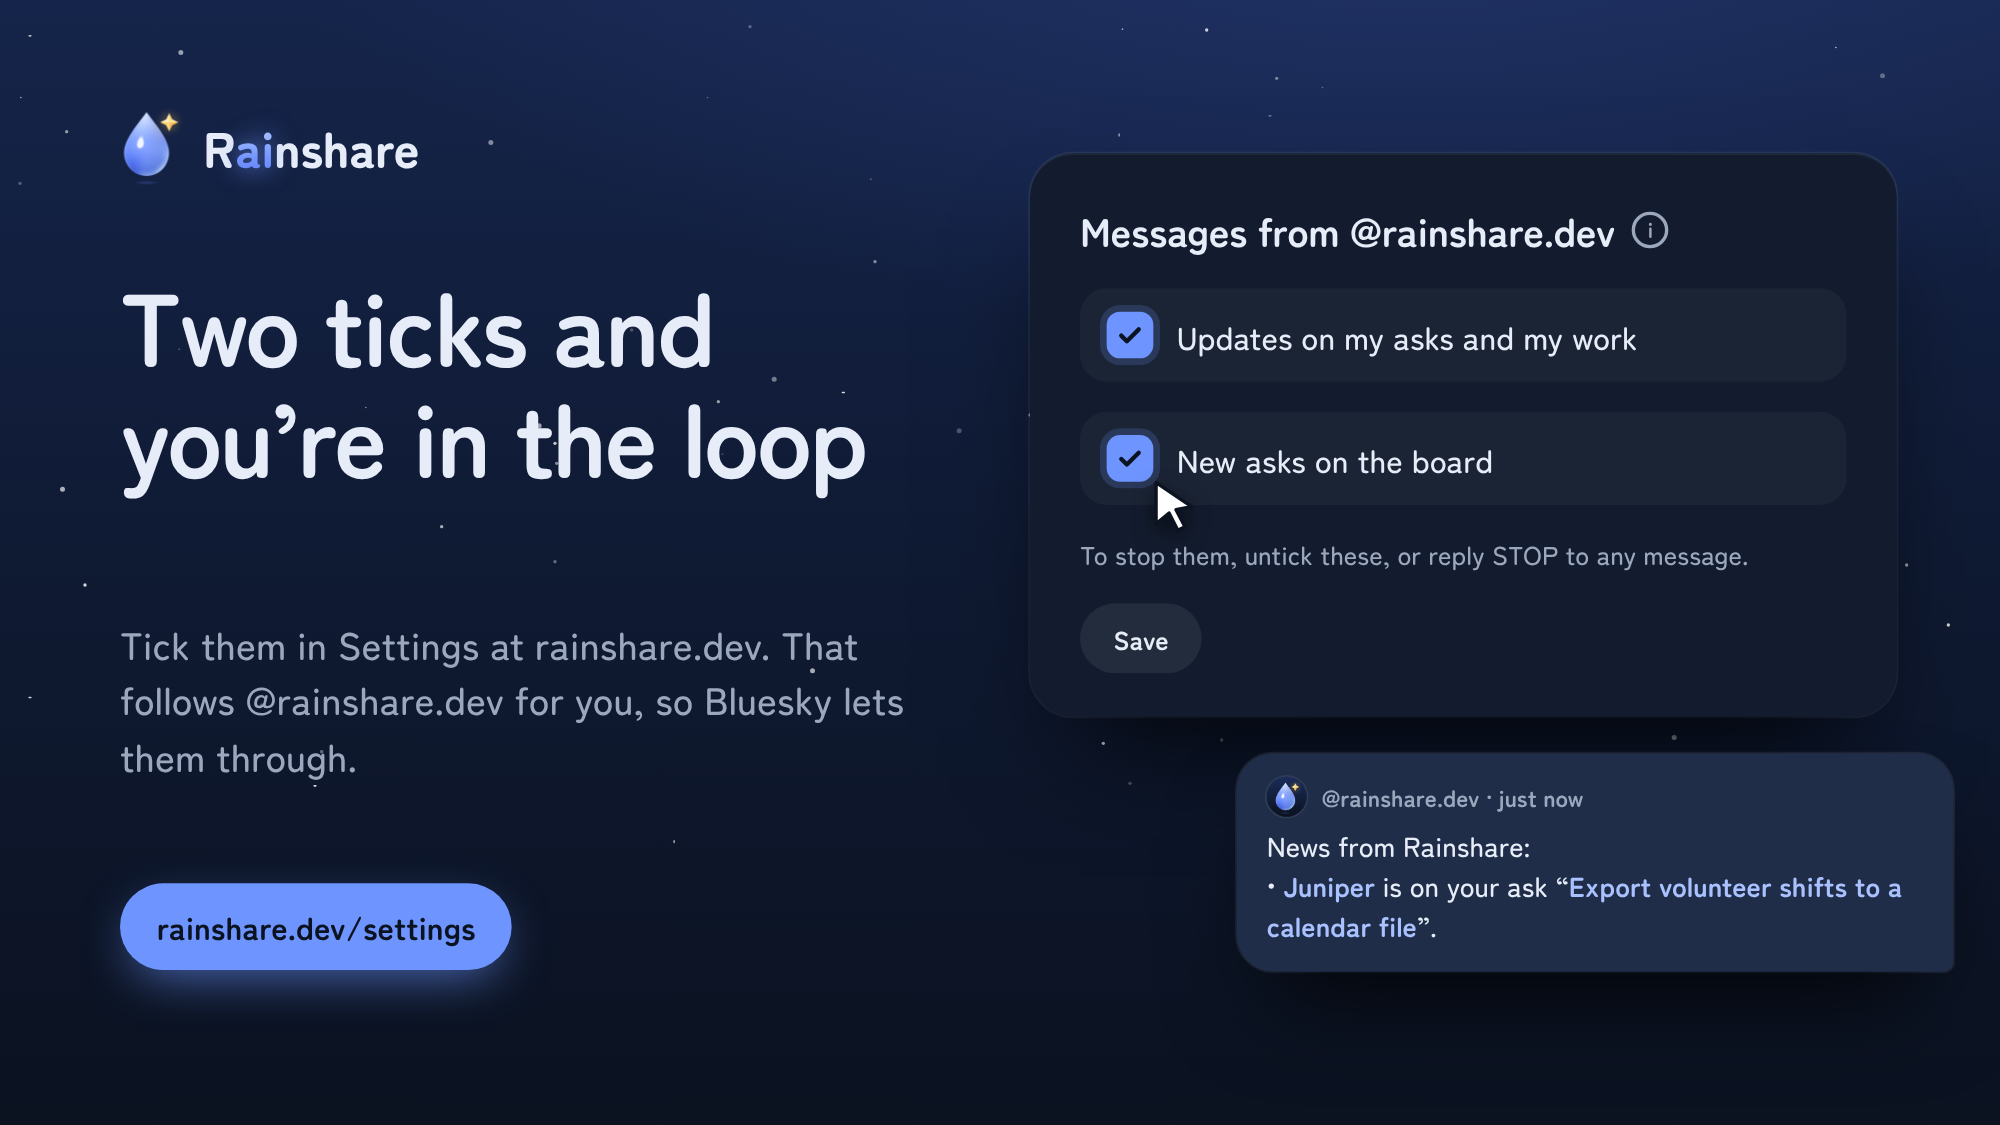 Rainshare
Two ticks and
you’re in the loop
Tick them in Settings at rainshare.dev. That
follows @rainshare.dev for you, so Bluesky lets
them through.
rainshare.dev/settings
Messages from @rainshare.dev
Updates on my asks and my work
New asks on the board
To stop them, untick these, or reply STOP to any message.
Save
@rainshare.dev · just now
News from Rainshare:
• Juniper is on your ask “Export volunteer shifts to a
calendar file”.